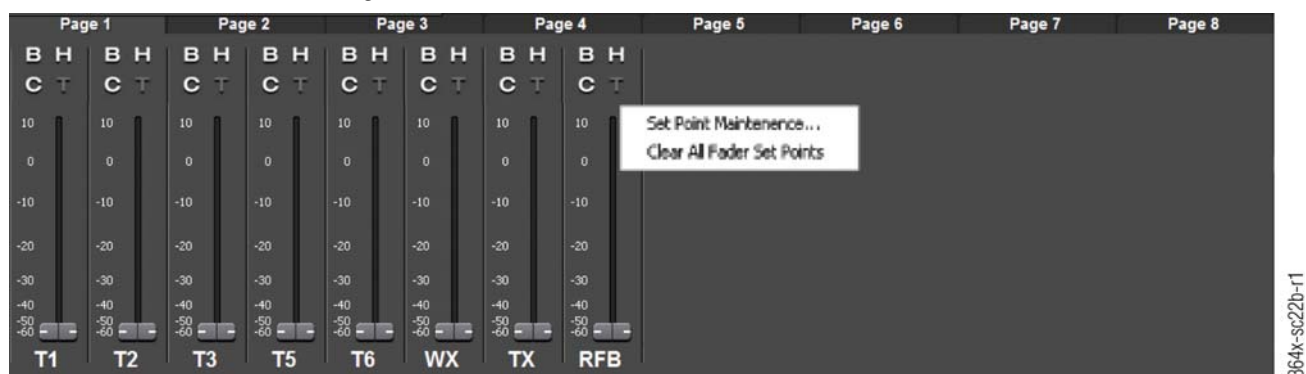 Page 1 Page 2 Page 3 Page 4 Page 5 Page 6 Page 7 Page 8
B H B H B H B H B H B H B H B H
C T C T C T C T C T C T C T C T
10 10 10 10 10 10 10 10 Set Point Maintenence...
0 0 0 0 0 0 0 0 Clear All Fader Set Points
-10 -10 -10 -10 -10 -10 -10 -10
-20 -20 -20 -20 -20 -20 -20 -20
-30 -30 -30 -30 -30 -30 -30 -30
-40 -40 -40 -40 -40 -40 -40 -40
-50 -50 -50 -50 -50 -50 -50 -50
-60 -60 -60 -60 -60 -60 -60 -60
T1 T2 T3 T5 T6 WX TX RFB
864x-sc22b-r1